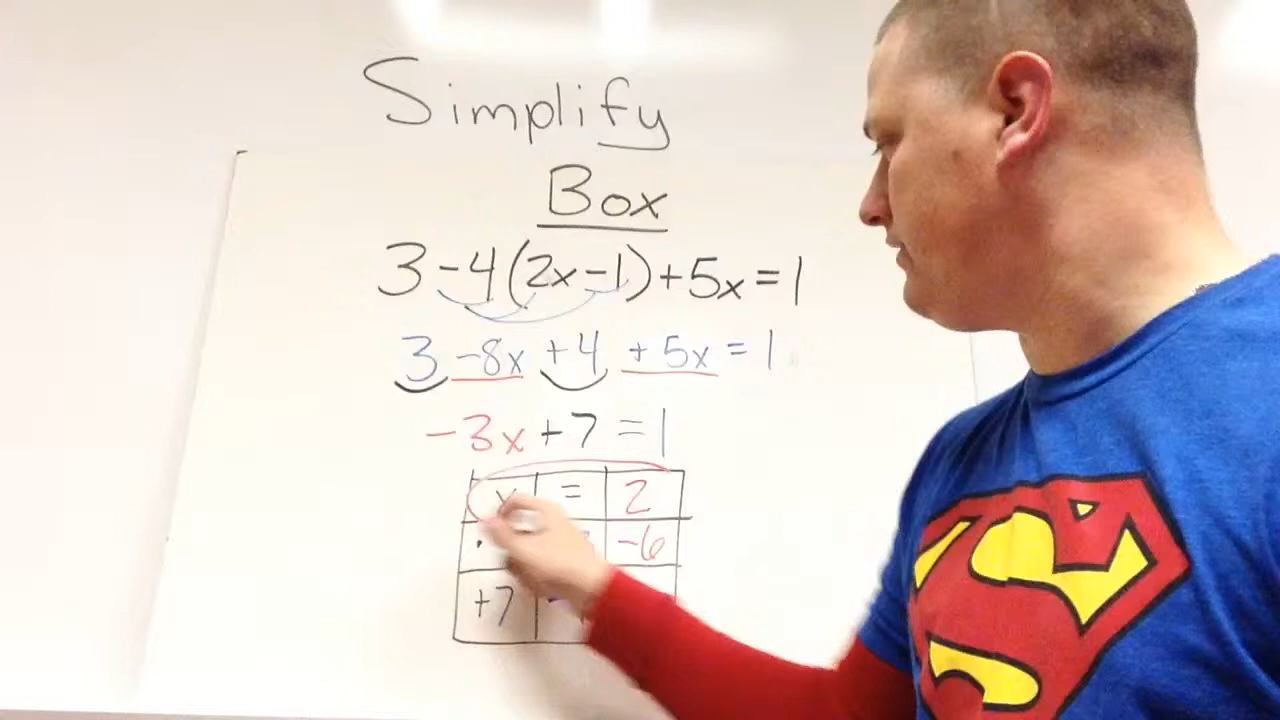 Simplify
Box
3-4(2x-1)+5x=1
3 -8x +4 +5x = 1
-3x +7 = 1
x = 2
-6
+7